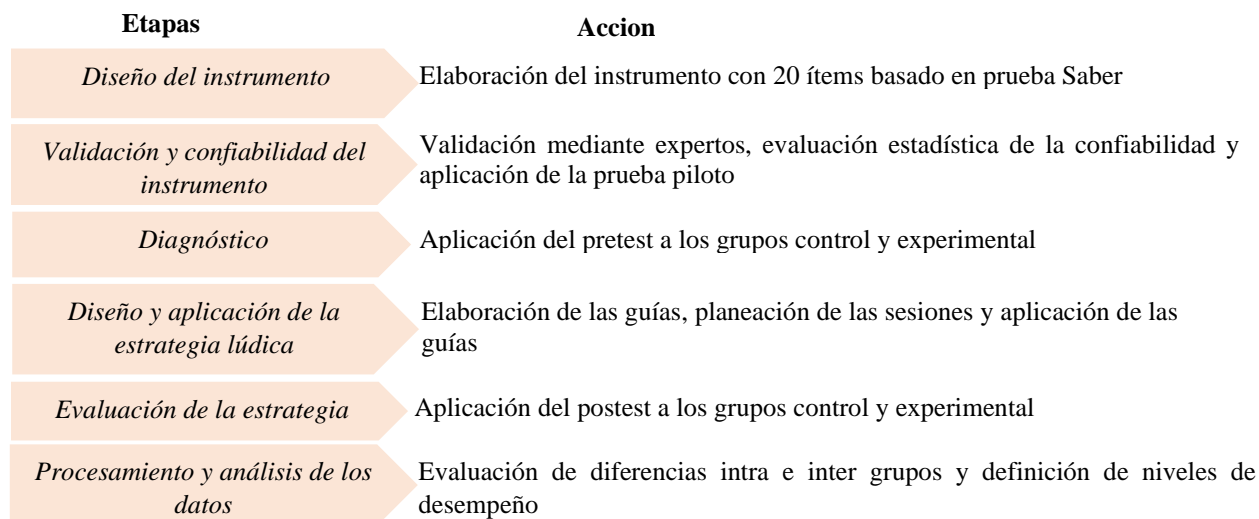 Etapas
Accion
Diseño del instrumento
Elaboración del instrumento con 20 ítems basado en prueba Saber
Validación y confiabilidad del
instrumento
Validación mediante expertos, evaluación estadística de la confiabilidad y
aplicación de la prueba piloto
Diagnóstico
Aplicación del pretest a los grupos control y experimental
Diseño y aplicación de la
estrategia lúdica
Elaboración de las guías, planeación de las sesiones y aplicación de las
guías
Evaluación de la estrategia
Aplicación del postest a los grupos control y experimental
Procesamiento y análisis de los
datos
Evaluación de diferencias intra e inter grupos y definición de niveles de
desempeño